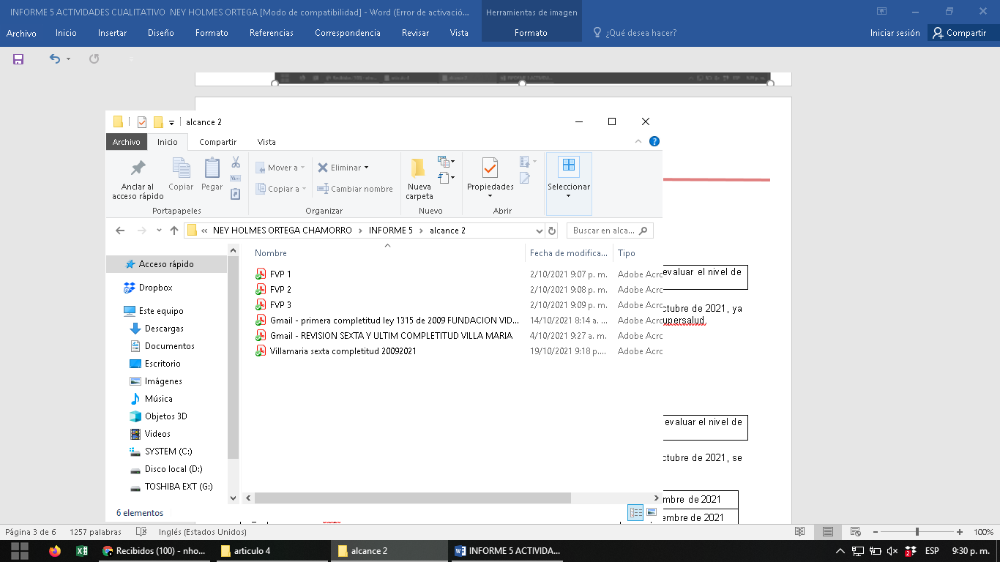 INFORME 5 ACTIVIDADES CUALITATIVO  NEY HOLMES ORTEGA [Modo de compatibilidad] - Word (Error de activació...
Herramientas de imagen
Archivo Inicio Insertar Diseño Formato Referencias Correspondencia Revisar Vista Formato ¿Qué desea hacer? Iniciar sesión Compartir
alcance 2
Archivo Inicio Compartir Vista
Anclar al
acceso rápido
Copiar
Pegar
Portapapeles
Mover a
Copiar a
Eliminar
Cambiar nombre
Organizar
Nueva
carpeta
Nuevo
Propiedades
Abrir
Seleccionar
« NEY HOLMES ORTEGA CHAMORRO > INFORME 5 > alcance 2
Buscar en alca...
Acceso rápido
Dropbox
Este equipo
Descargas
Documentos
Escritorio
Imágenes
Música
Objetos 3D
Videos
SYSTEM (C:)
Disco local (D:)
TOSHIBA EXT (G:)
Nombre Fecha de modifica... Tipo
FVP 1 2/10/2021 9:07 p. m. Adobe Acro
FVP 2 2/10/2021 9:08 p. m. Adobe Acro
FVP 3 2/10/2021 9:09 p. m. Adobe Acro
Gmail - primera completitud ley 1315 de 2009 FUNDACION VID... 14/10/2021 8:14 a. ... Adobe Acro
Gmail - REVISION SEXTA Y ULTIM COMPLETITUD VILLA MARIA 4/10/2021 9:27 a. m. Adobe Acro
Villamaria sexta completitud 20092021 19/10/2021 9:18 p.... Adobe Acro
6 elementos
evaluar el nivel de
ctubre de 2021, ya
upersalud.
evaluar el nivel de
ctubre de 2021, se
mbre de 2021
embre de 2021
Página 3 de 6 1257 palabras Inglés (Estados Unidos) 100%
Recibidos (100) - nho... articulo 4 alcance 2 INFORME 5 ACTIVIDA... 2 ESP 9:30 p. m.